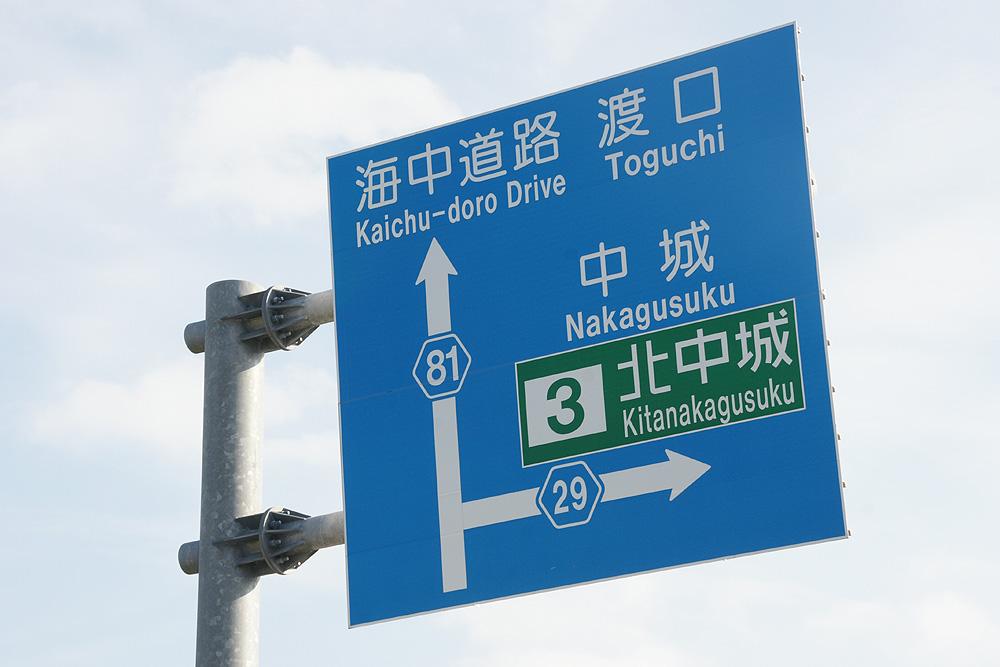 海中道路 渡口
Kaichu-doro Drive Toguchi
中城
Nakagusuku
81
3 北中城
Kitanakagusuku
29